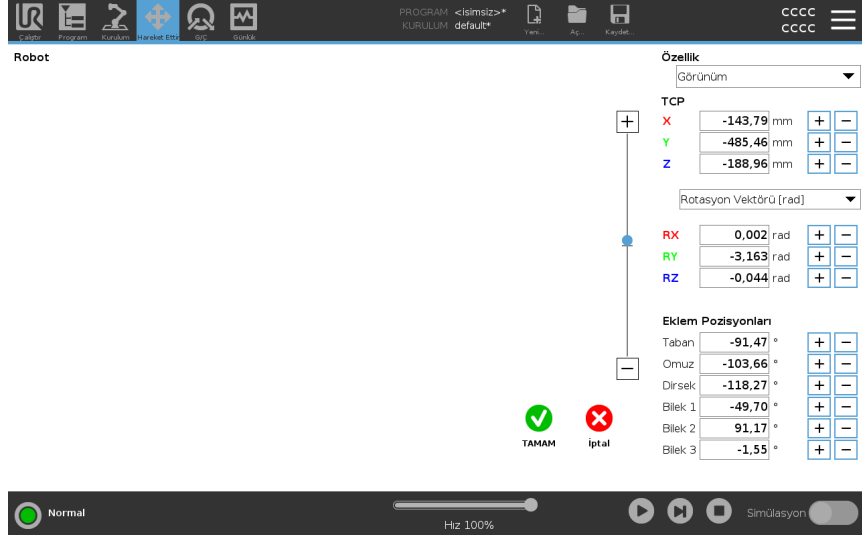 UR
PROGRAM <isimsiz>*
KURULUM default*
Çalıştır Program Kurulum Hareket Ettir G/Ç Günlük
Yeni... Aç... Kaydet...
CCCC
CCCC
Robot
Özellik
Görünüm
TCP
X -143,79 mm + −
Y -485,46 mm + −
Z -188,96 mm + −
Rotasyon Vektörü [rad]
RX 0,002 rad + −
RY -3,163 rad + −
RZ -0,044 rad + −
Eklem Pozisyonları
Taban -91,47 ° + −
Omuz -103,66 ° + −
Dirsek -118,27 ° + −
Bilek 1 -49,70 ° + −
Bilek 2 91,17 ° + −
Bilek 3 -1,55 ° + −
TAMAM İptal
Normal
Hız 100%
Simülasyon